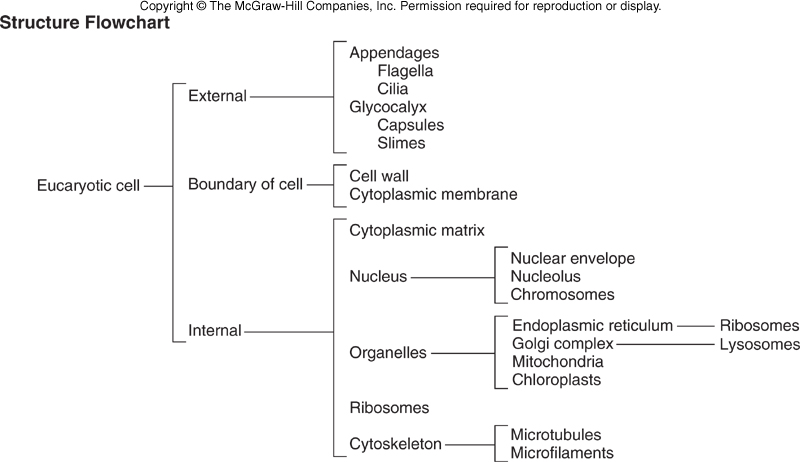 Copyright © The McGraw-Hill Companies, Inc. Permission required for reproduction or display.
Structure Flowchart
Eucaryotic cell
External
Appendages
Flagella
Cilia
Glycocalyx
Capsules
Slimes
Boundary of cell
Cell wall
Cytoplasmic membrane
Internal
Cytoplasmic matrix
Nucleus
Nuclear envelope
Nucleolus
Chromosomes
Organelles
Endoplasmic reticulum
Ribosomes
Golgi complex
Lysosomes
Mitochondria
Chloroplasts
Ribosomes
Cytoskeleton
Microtubules
Microfilaments